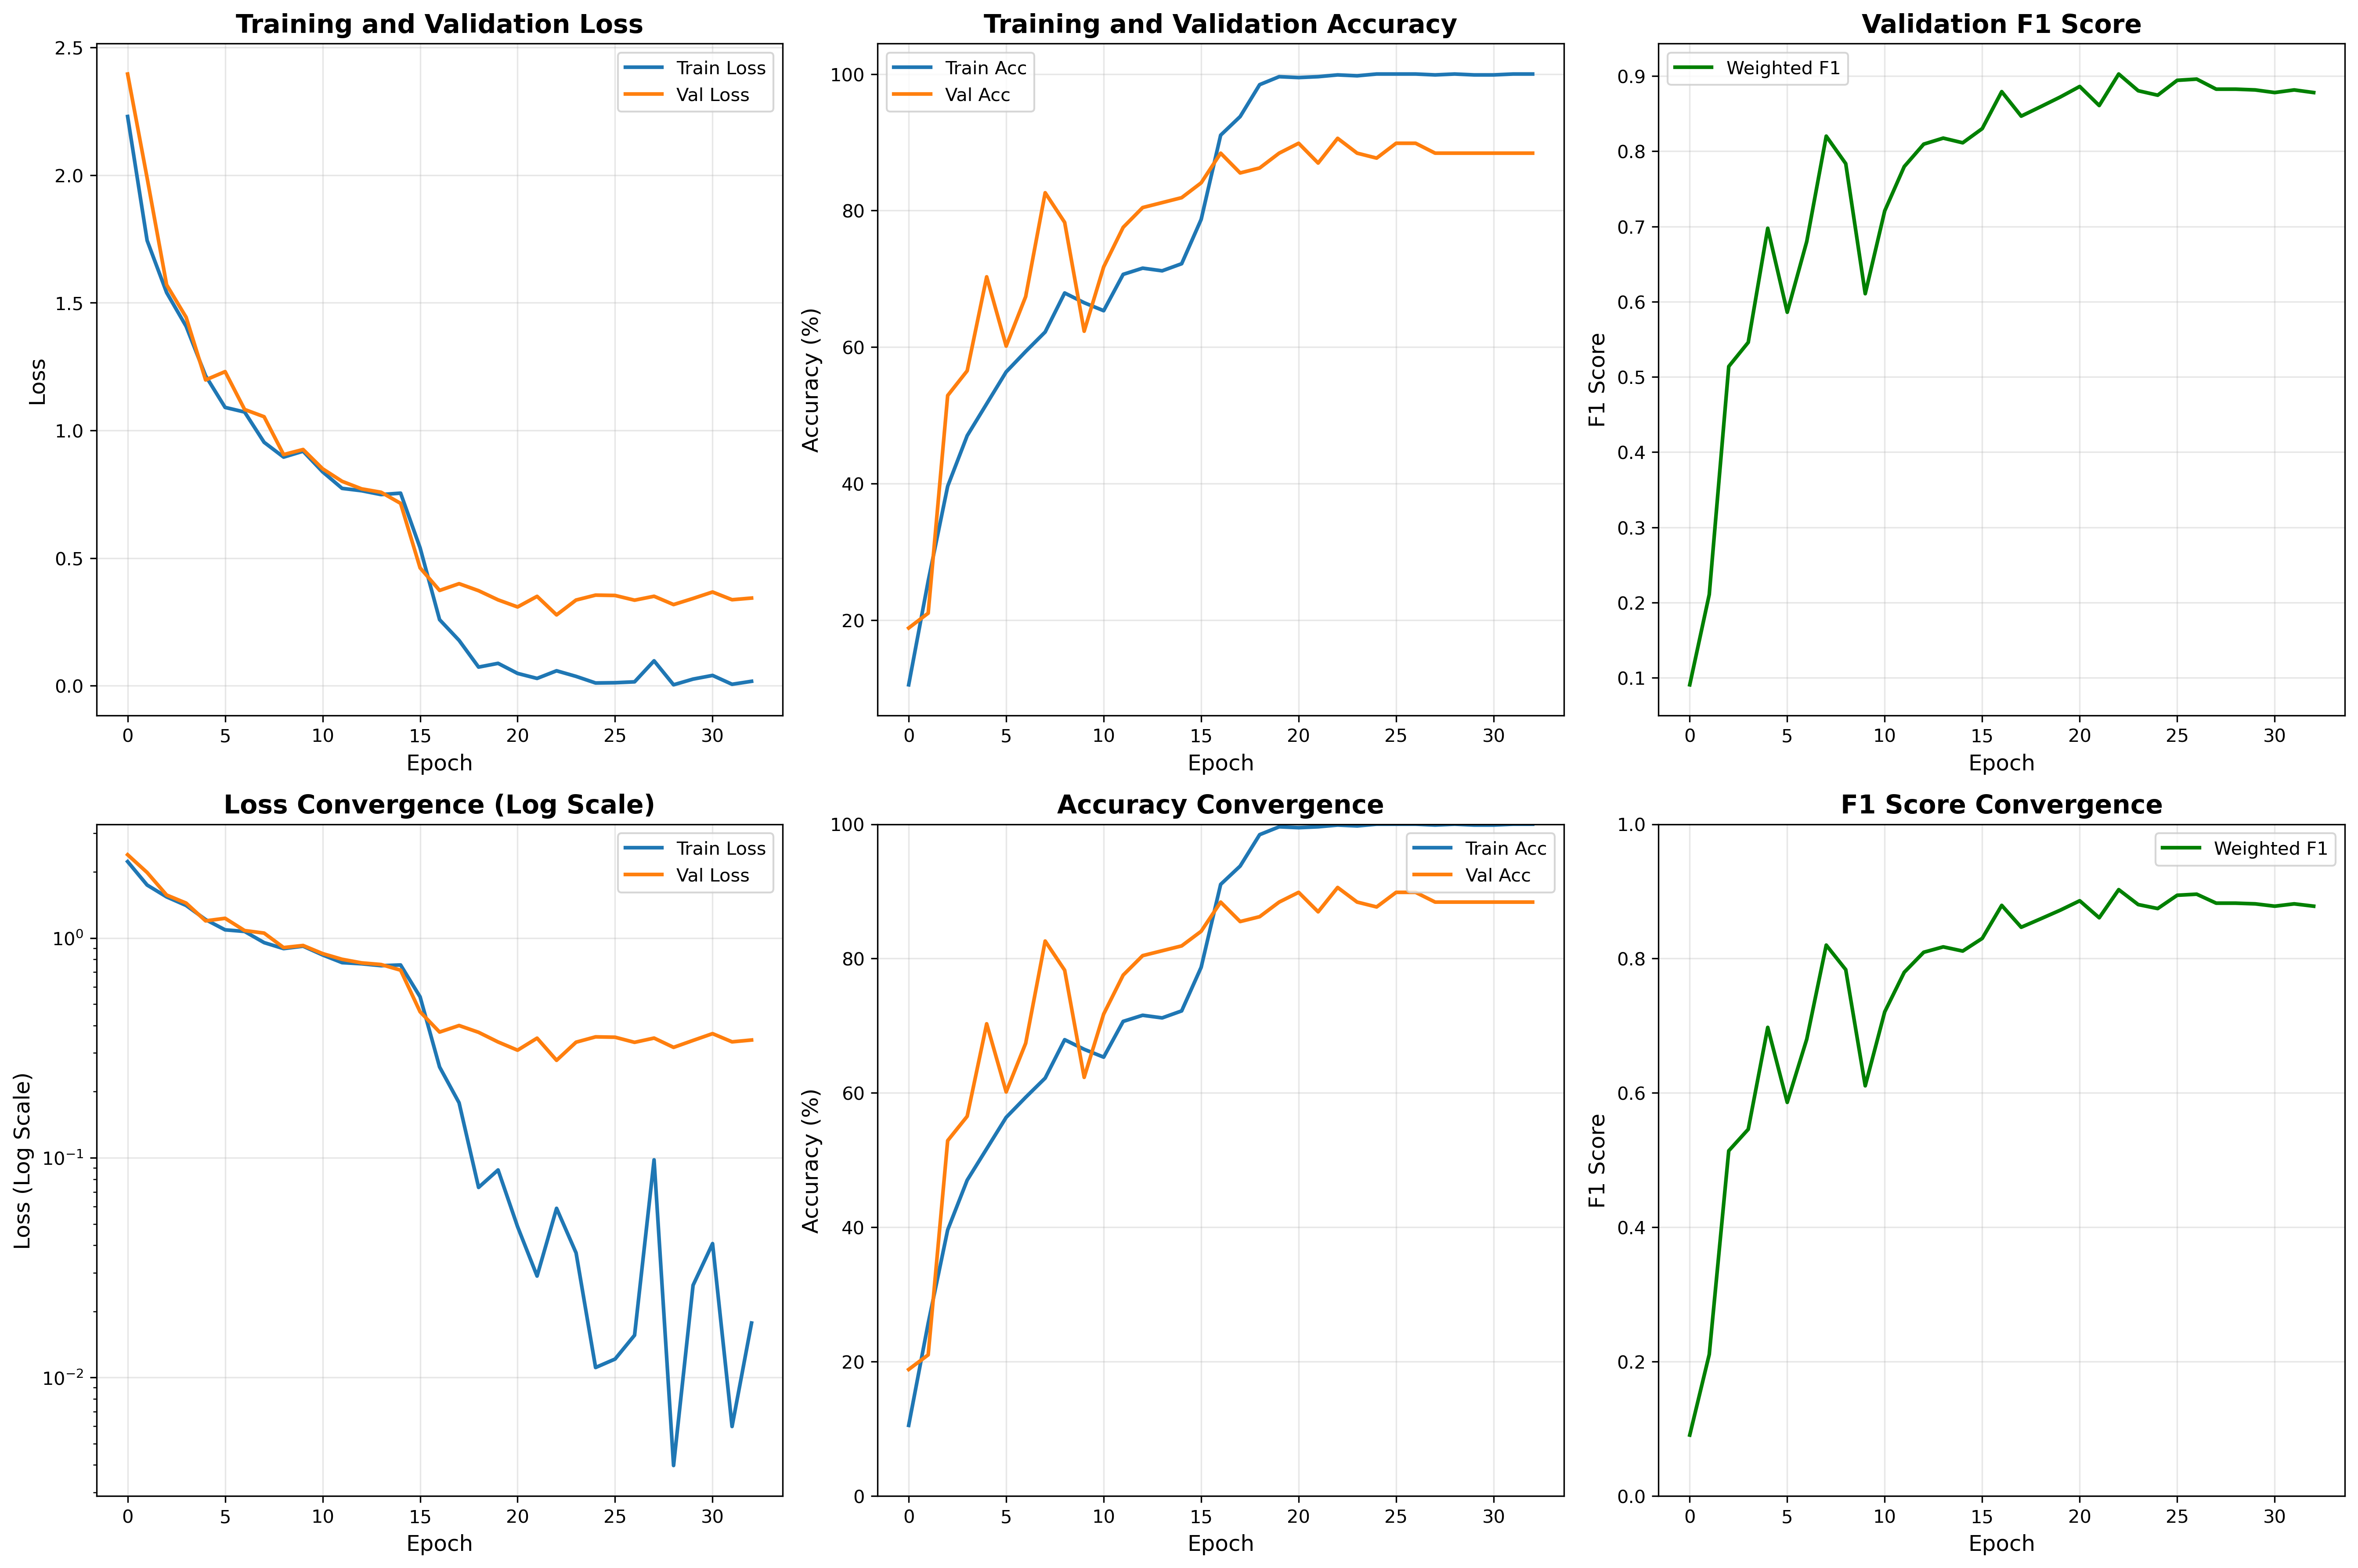 Training and Validation Loss
Train Loss
Val Loss
Loss
2.5
2.0
1.5
1.0
0.5
0.0
0 5 10 15 20 25 30
Epoch
Training and Validation Accuracy
Train Acc
Val Acc
Accuracy (%)
100
80
60
40
20
0 5 10 15 20 25 30
Epoch
Validation F1 Score
Weighted F1
F1 Score
0.9
0.8
0.7
0.6
0.5
0.4
0.3
0.2
0.1
0 5 10 15 20 25 30
Epoch
Loss Convergence (Log Scale)
Train Loss
Val Loss
Loss (Log Scale)
10⁰
10⁻¹
10⁻²
0 5 10 15 20 25 30
Epoch
Accuracy Convergence
Train Acc
Val Acc
Accuracy (%)
100
80
60
40
20
0
0 5 10 15 20 25 30
Epoch
F1 Score Convergence
Weighted F1
F1 Score
1.0
0.8
0.6
0.4
0.2
0.0
0 5 10 15 20 25 30
Epoch